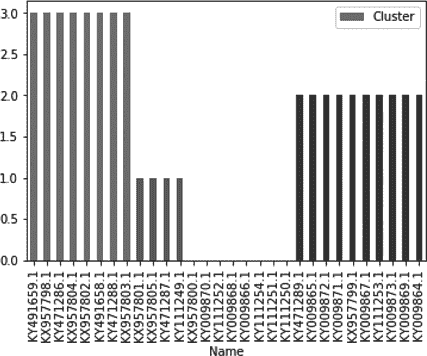 Cluster
3.0
2.5
2.0
1.5
1.0
0.5
0.0
KY491659.1
KX957798.1
KY471286.1
KX957804.1
KX957802.1
KY491658.1
KY471288.1
KX957803.1
KX957801.1
KX957805.1
KY471287.1
KY111249.1
KX957800.1
KY009870.1
KY111252.1
KY009868.1
KY009866.1
KY111254.1
KY111251.1
KY111250.1
KY471289.1
KY009865.1
KY009872.1
KY009871.1
KX957799.1
KY009867.1
KY111253.1
KY009873.1
KY009869.1
KY009864.1
Name